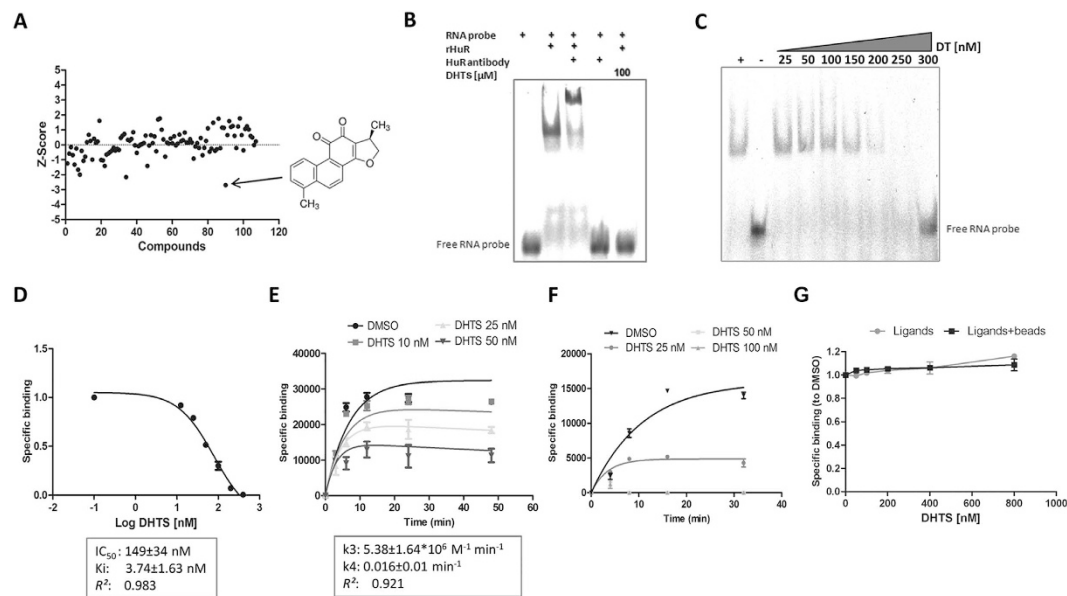 A
Z-Score
5
4
3
2
1
0
-1
-2
-3
-4
-5
0 20 40 60 80 100 120
Compounds
CH₃
O
O
O
CH₃
B
RNA probe + + + + +
rHuR + + +
HuR antibody + +
DHTS [µM] 100
Free RNA probe
C
DT [nM]
+ - 25 50 100 150 200 250 300
Free RNA probe
D
Specific binding
1.5
1.0
0.5
0.0
-2 -1 0 1 2 3
Log DHTS [nM]
IC₅₀: 149±34 nM
Ki: 3.74±1.63 nM
R²: 0.983
E
DMSO DHTS 25 nM
DHTS 10 nM DHTS 50 nM
Specific binding
40000
30000
20000
10000
0
0 10 20 30 40 50 60
Time (min)
k3: 5.38±1.64*10⁶ M⁻¹ min⁻¹
k4: 0.016±0.01 min⁻¹
R²: 0.921
F
DMSO DHTS 50 nM
DHTS 25 nM DHTS 100 nM
Specific binding
20000
15000
10000
5000
0
0 10 20 30 40
Time (min)
G
Ligands Ligands+beads
Specific binding (to DMSO)
1.2
1.0
0.8
0.6
0.4
0.2
0.0
0 200 400 600 800 1000
DHTS [nM]